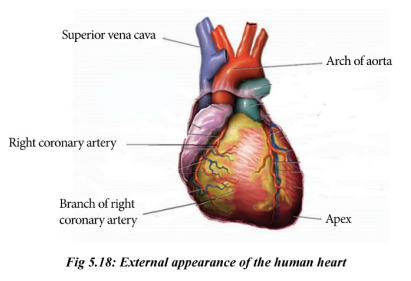 Superior vena cava
Arch of aorta
Right coronary artery
Branch of right
coronary artery
Apex
Fig 5.18: External appearance of the human heart